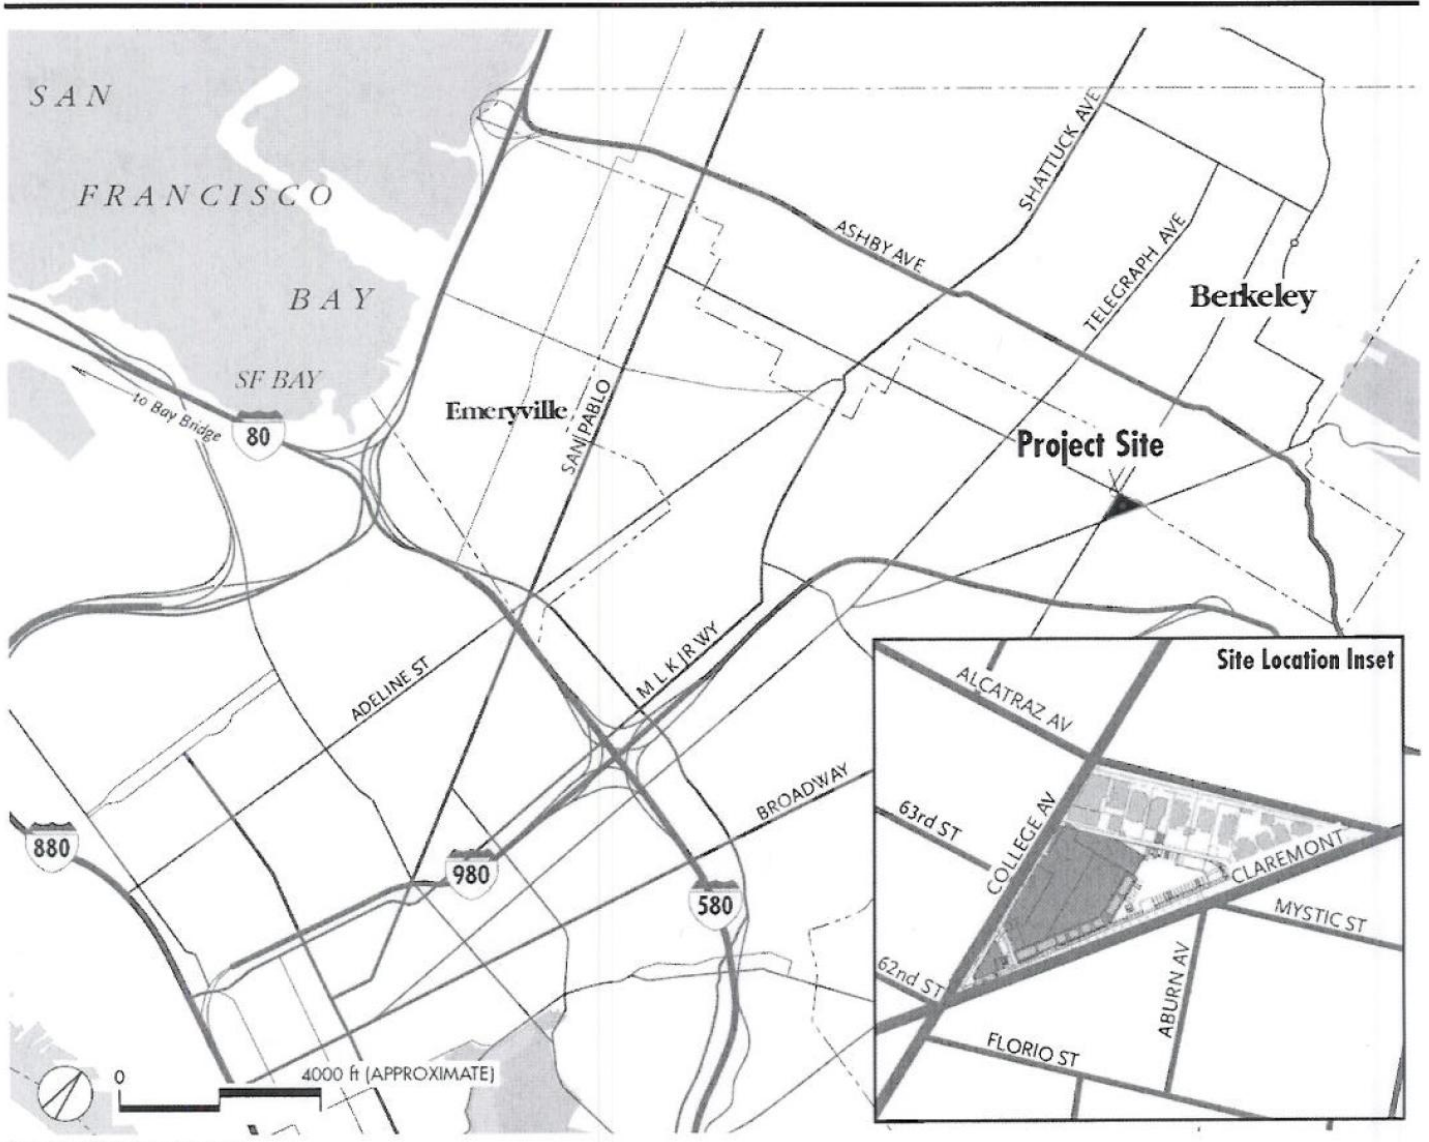 SAN
FRANCISCO
BAY
SF BAY
to Bay Bridge
80
Emeryville
SAN PABLO
ASHBY AVE
SHATTUCK AVE
TELEGRAPH AVE
Berkeley
Project Site
ADELINE ST
M L K JR WY
BROADWAY
880
980
580
0
4000 ft (APPROXIMATE)
Site Location Inset
ALCATRAZ AV
63rd ST
COLLEGE AV
CLAREMONT
MYSTIC ST
62nd ST
ABURN AV
FLORIO ST